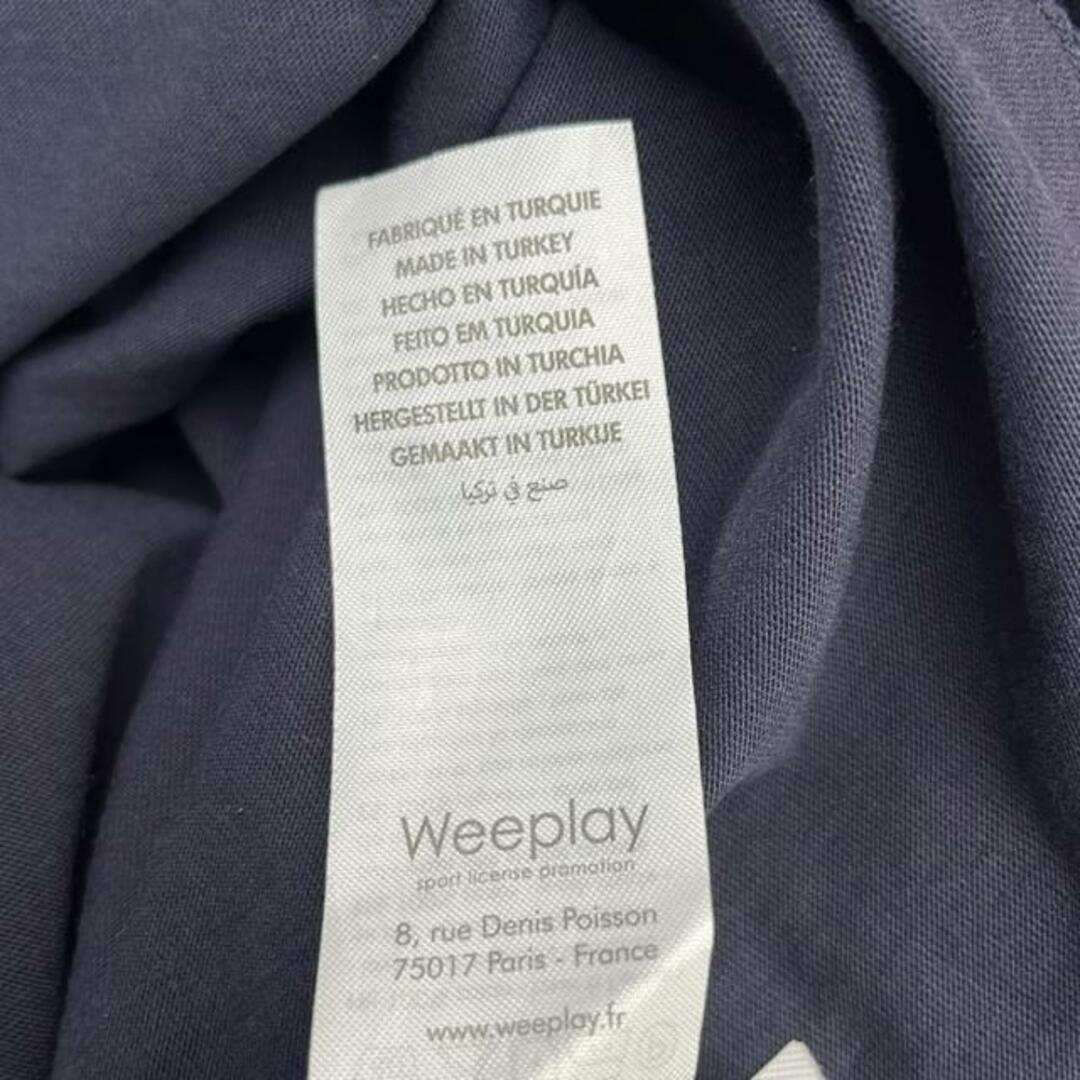 FABRIQUÉ EN TURQUIE
MADE IN TURKEY
HECHO EN TURQUÍA
FEITO EM TURQUIA
PRODOTTO IN TURCHIA
HERGESTELLT IN DER TÜRKEI
GEMAAKT IN TURKIJE
صنع في تركيا
Weeplay
sport license promotion
8, rue Denis Poisson
75017 Paris - France
www.weeplay.fr